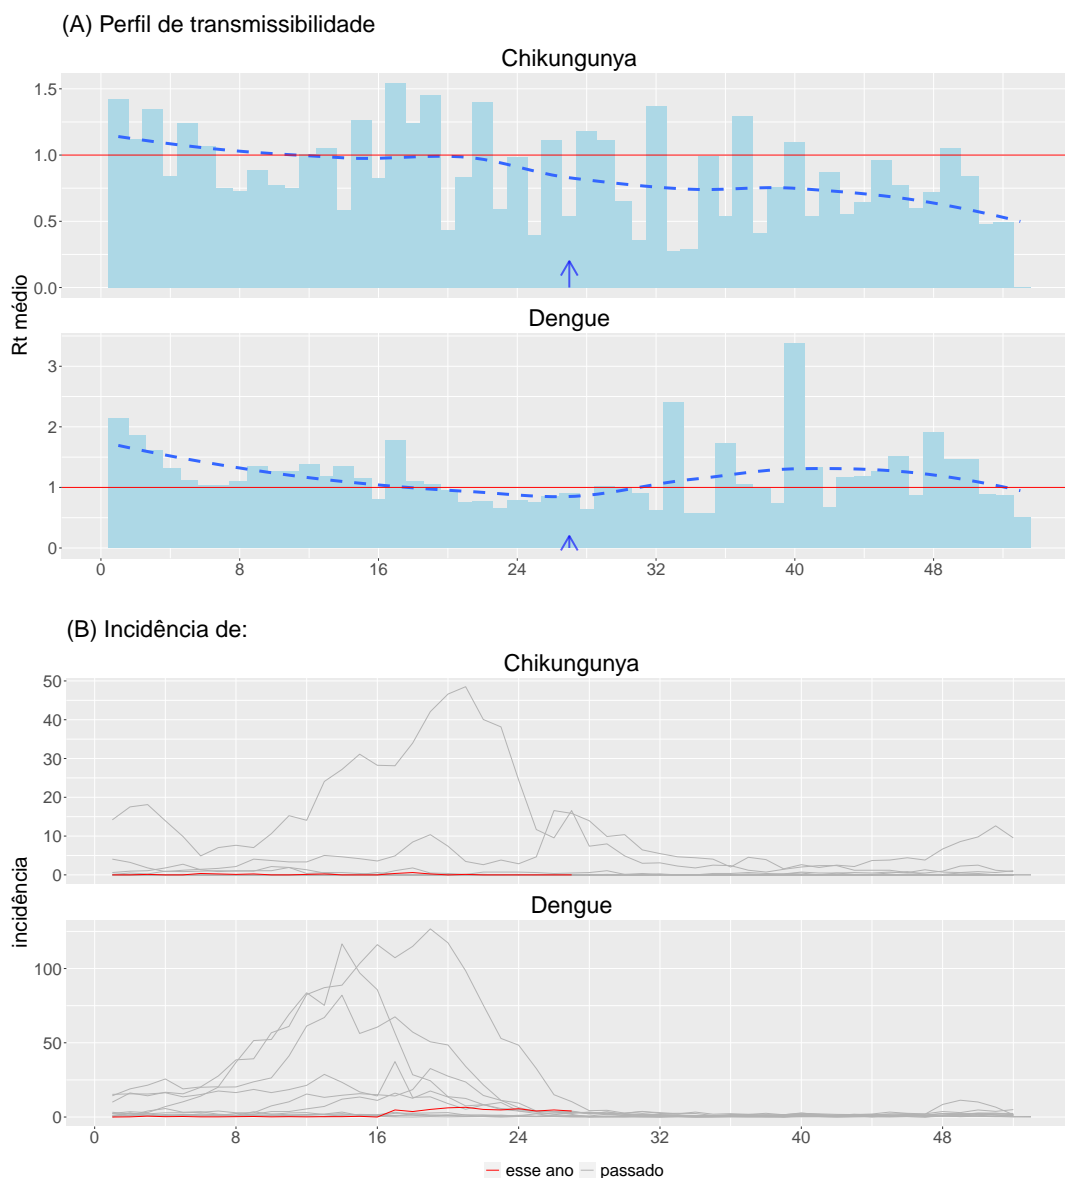 (A) Perfil de transmissibilidade
Chikungunya
1.5
1.0
0.5
0.0
Rt médio
Dengue
3
2
1
0
0 8 16 24 32 40 48
(B) Incidência de:
Chikungunya
50
40
30
20
10
0
incidência
Dengue
100
50
0
0 8 16 24 32 40 48
esse ano passado